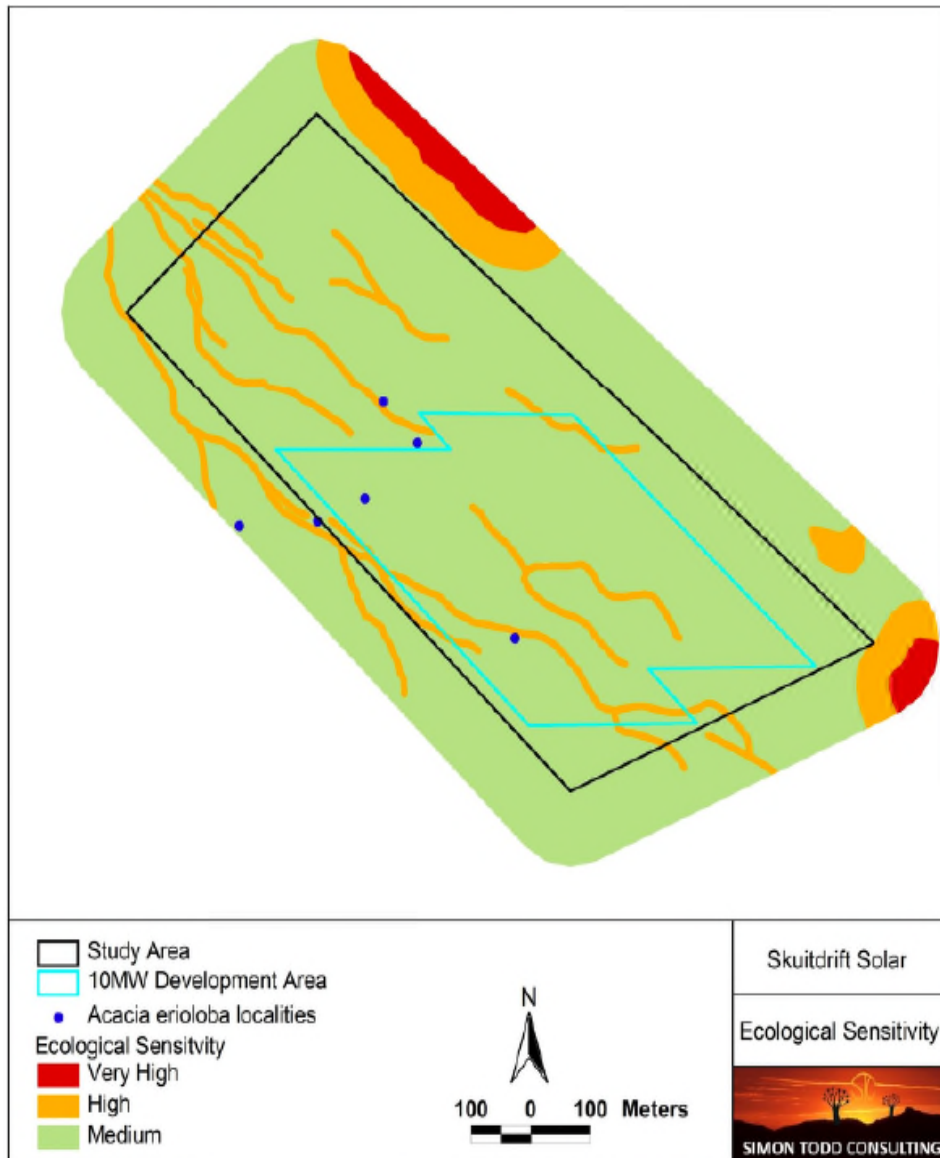 Study Area
10MW Development Area
Acacia erioloba localities
Ecological Sensitvity
Very High
High
Medium
N
100 0 100 Meters
Skuitdrift Solar
Ecological Sensitivity
SIMON TODD CONSULTING